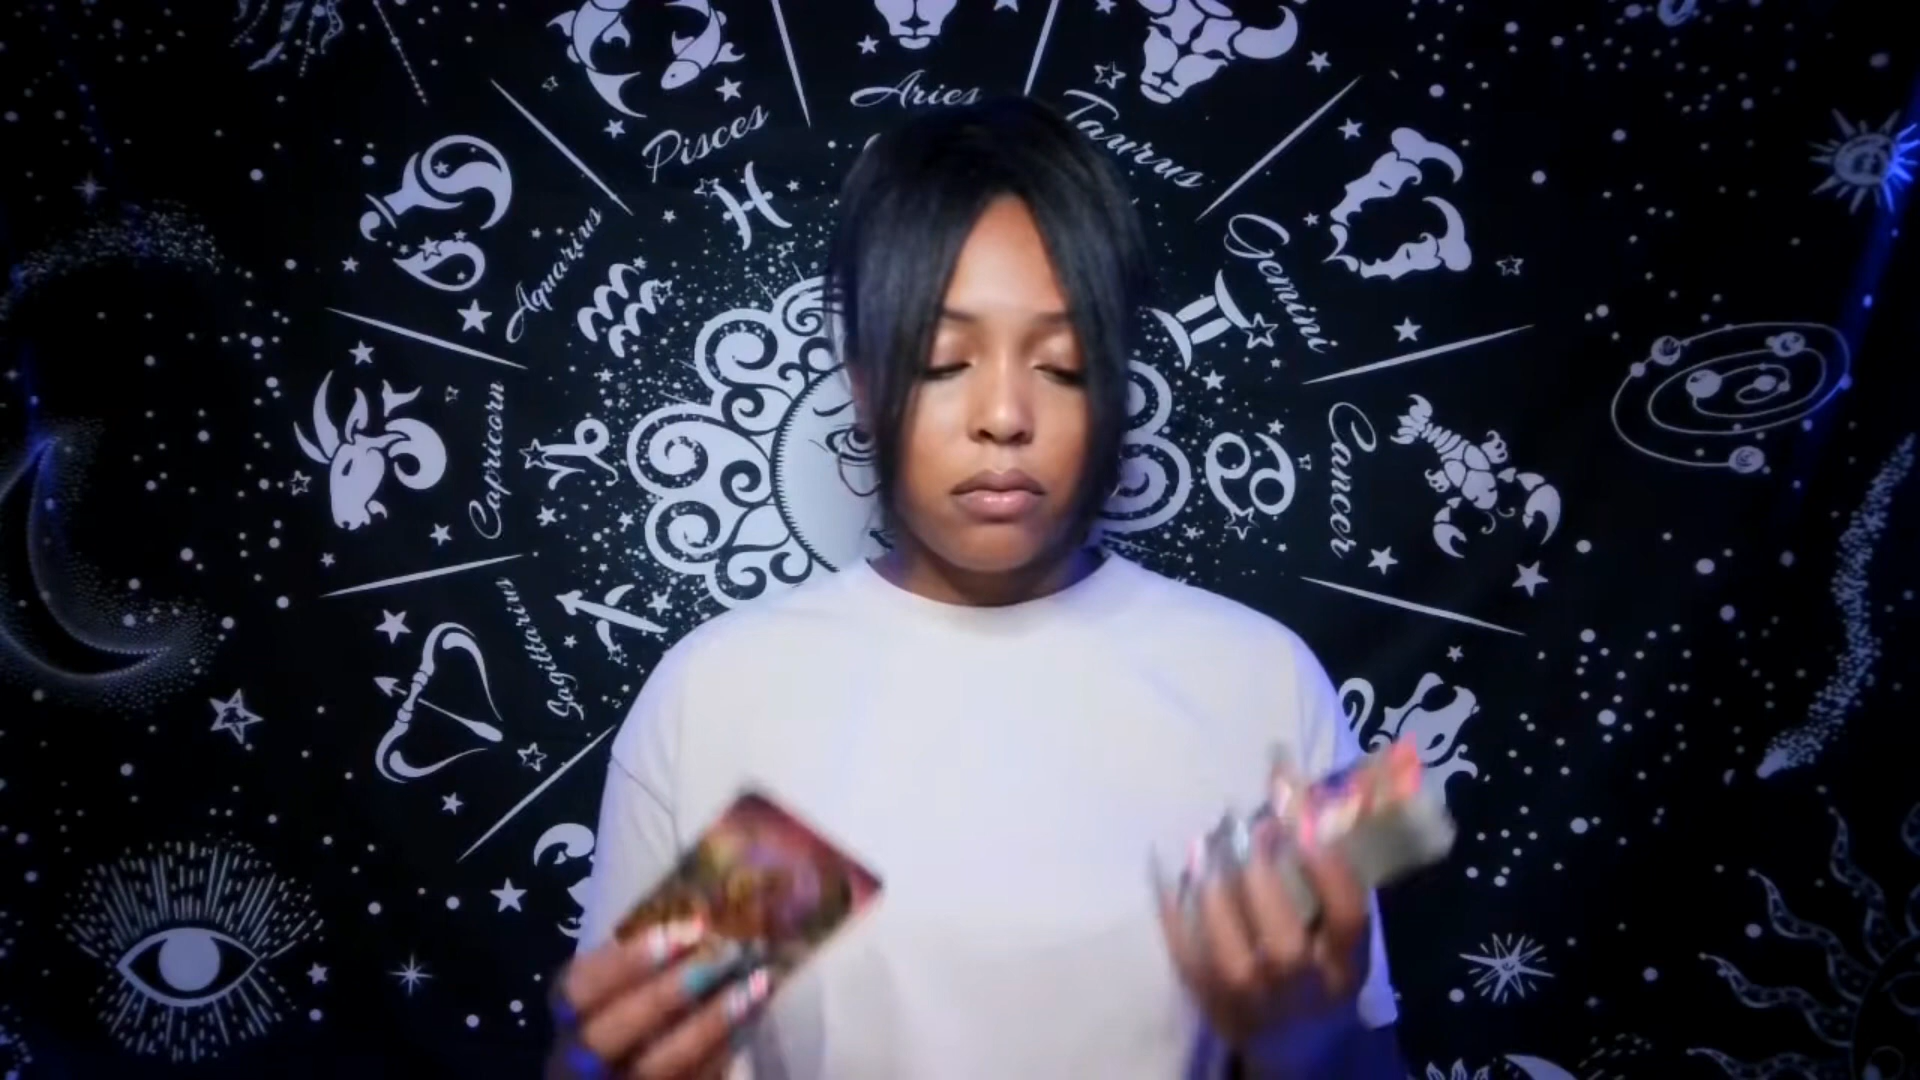 Aries
Pisces
Taurus
Aquarius
Gemini
Capricorn
Cancer
Sagittarius